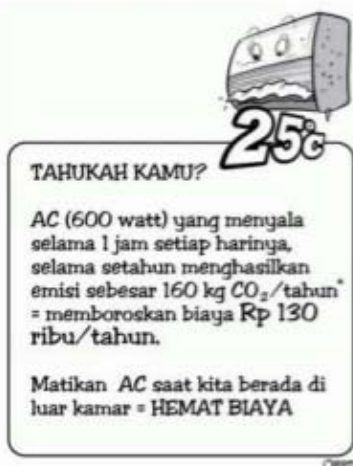 25°C
TAHUKAH KAMU?
AC (600 watt) yang menyala
selama 1 jam setiap harinya,
selama setahun menghasilkan
emisi sebesar 160 kg CO₂/tahun*
= memboroskan biaya Rp 130
ribu/tahun.
Matikan AC saat kita berada di
luar kamar = HEMAT BIAYA